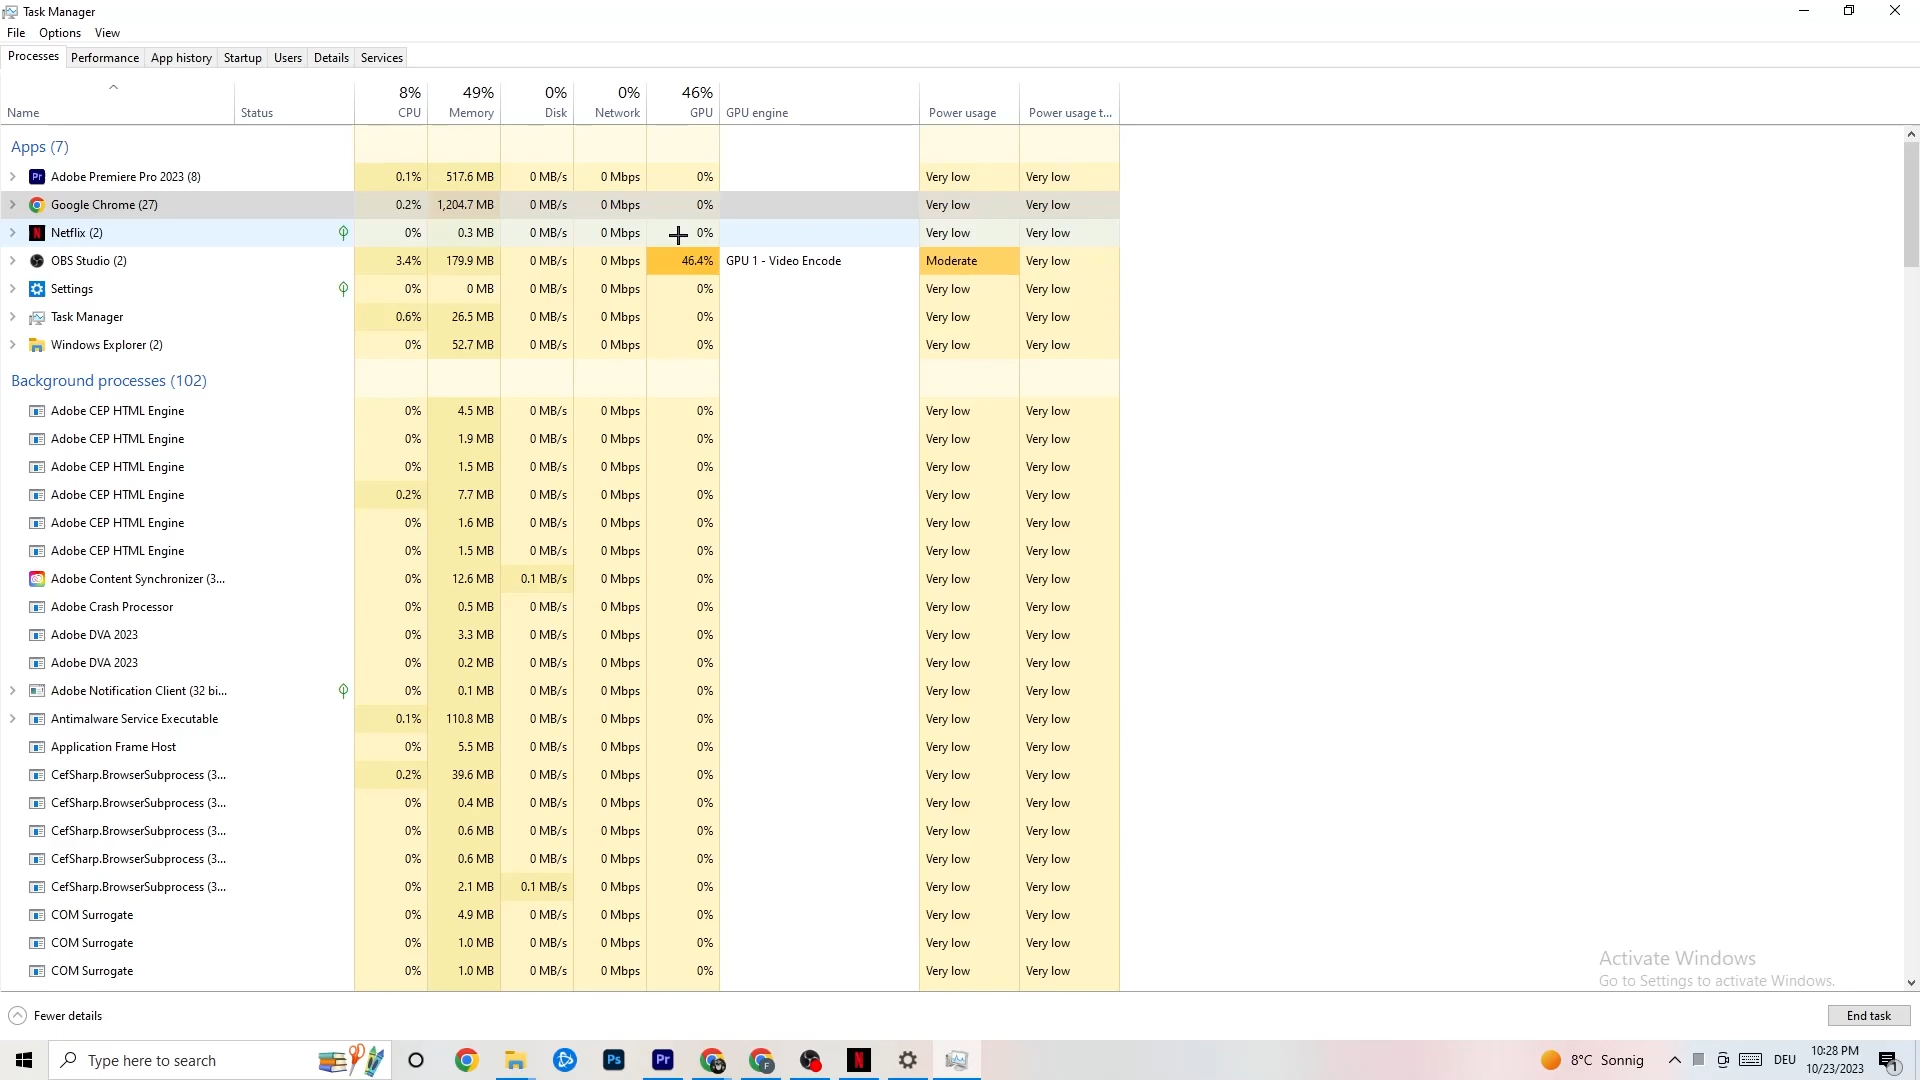 Task Manager
File Options View
Processes Performance App history Startup Users Details Services
8% 49% 0% 0% 46%
Name Status CPU Memory Disk Network GPU GPU engine Power usage Power usage t...
Apps (7)
Pr Adobe Premiere Pro 2023 (8) 0.1% 517.6 MB 0 MB/s 0 Mbps 0% Very low Very low
Google Chrome (27) 0.2% 1,204.7 MB 0 MB/s 0 Mbps 0% Very low Very low
N Netflix (2) 0% 0.3 MB 0 MB/s 0 Mbps 0% Very low Very low
OBS Studio (2) 3.4% 179.9 MB 0 MB/s 0 Mbps 46.4% GPU 1 - Video Encode Moderate Very low
Settings 0% 0 MB 0 MB/s 0 Mbps 0% Very low Very low
Task Manager 0.6% 26.5 MB 0 MB/s 0 Mbps 0% Very low Very low
Windows Explorer (2) 0% 52.7 MB 0 MB/s 0 Mbps 0% Very low Very low
Background processes (102)
Adobe CEP HTML Engine 0% 4.5 MB 0 MB/s 0 Mbps 0% Very low Very low
Adobe CEP HTML Engine 0% 1.9 MB 0 MB/s 0 Mbps 0% Very low Very low
Adobe CEP HTML Engine 0% 1.5 MB 0 MB/s 0 Mbps 0% Very low Very low
Adobe CEP HTML Engine 0.2% 7.7 MB 0 MB/s 0 Mbps 0% Very low Very low
Adobe CEP HTML Engine 0% 1.6 MB 0 MB/s 0 Mbps 0% Very low Very low
Adobe CEP HTML Engine 0% 1.5 MB 0 MB/s 0 Mbps 0% Very low Very low
Adobe Content Synchronizer (3... 0% 12.6 MB 0.1 MB/s 0 Mbps 0% Very low Very low
Adobe Crash Processor 0% 0.5 MB 0 MB/s 0 Mbps 0% Very low Very low
Adobe DVA 2023 0% 3.3 MB 0 MB/s 0 Mbps 0% Very low Very low
Adobe DVA 2023 0% 0.2 MB 0 MB/s 0 Mbps 0% Very low Very low
Adobe Notification Client (32 bi... 0% 0.1 MB 0 MB/s 0 Mbps 0% Very low Very low
Antimalware Service Executable 0.1% 110.8 MB 0 MB/s 0 Mbps 0% Very low Very low
Application Frame Host 0% 5.5 MB 0 MB/s 0 Mbps 0% Very low Very low
CefSharp.BrowserSubprocess (3... 0.2% 39.6 MB 0 MB/s 0 Mbps 0% Very low Very low
CefSharp.BrowserSubprocess (3... 0% 0.4 MB 0 MB/s 0 Mbps 0% Very low Very low
CefSharp.BrowserSubprocess (3... 0% 0.6 MB 0 MB/s 0 Mbps 0% Very low Very low
CefSharp.BrowserSubprocess (3... 0% 0.6 MB 0 MB/s 0 Mbps 0% Very low Very low
CefSharp.BrowserSubprocess (3... 0% 2.1 MB 0.1 MB/s 0 Mbps 0% Very low Very low
COM Surrogate 0% 4.9 MB 0 MB/s 0 Mbps 0% Very low Very low
COM Surrogate 0% 1.0 MB 0 MB/s 0 Mbps 0% Very low Very low
COM Surrogate 0% 1.0 MB 0 MB/s 0 Mbps 0% Very low Very low
Activate Windows
Go to Settings to activate Windows.
Fewer details End task
Type here to search Ps Pr F N 8°C Sonnig DEU 10:28 PM
10/23/2023 1